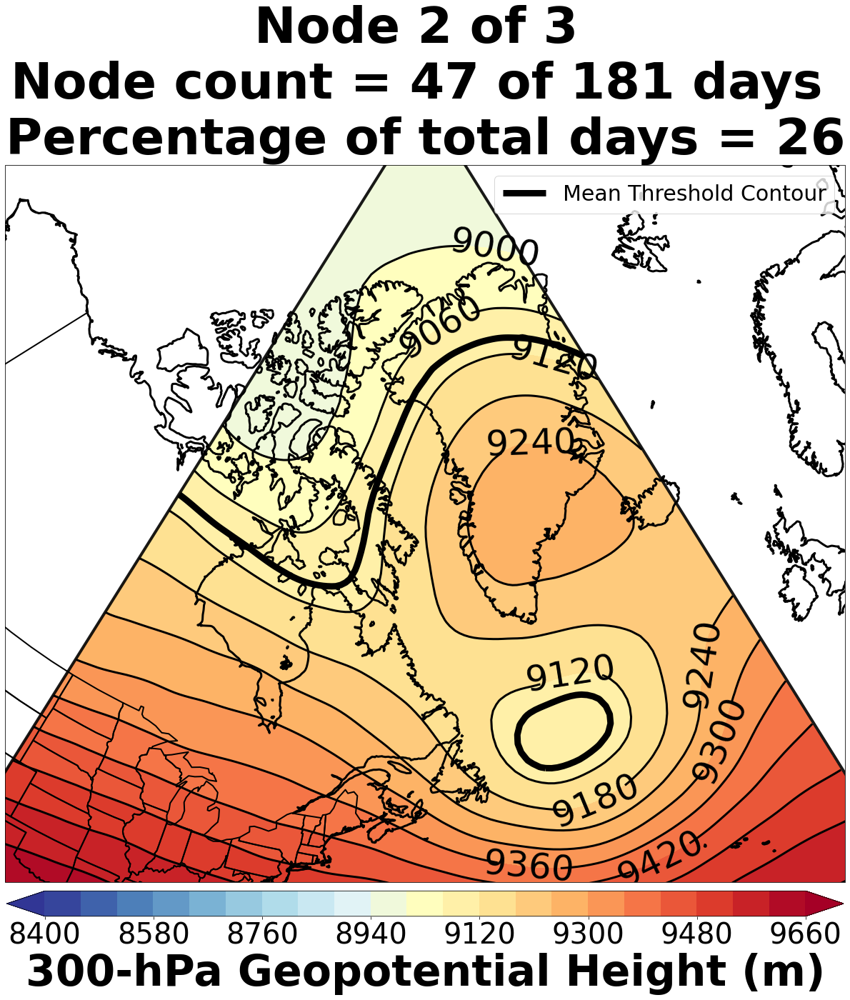 Node 2 of 3
Node count = 47 of 181 days
Percentage of total days = 26
Mean Threshold Contour
9000
9060
9120
9240
9120
9240
9300
9180
9360
9420
8400 8580 8760 8940 9120 9300 9480 9660
300-hPa Geopotential Height (m)